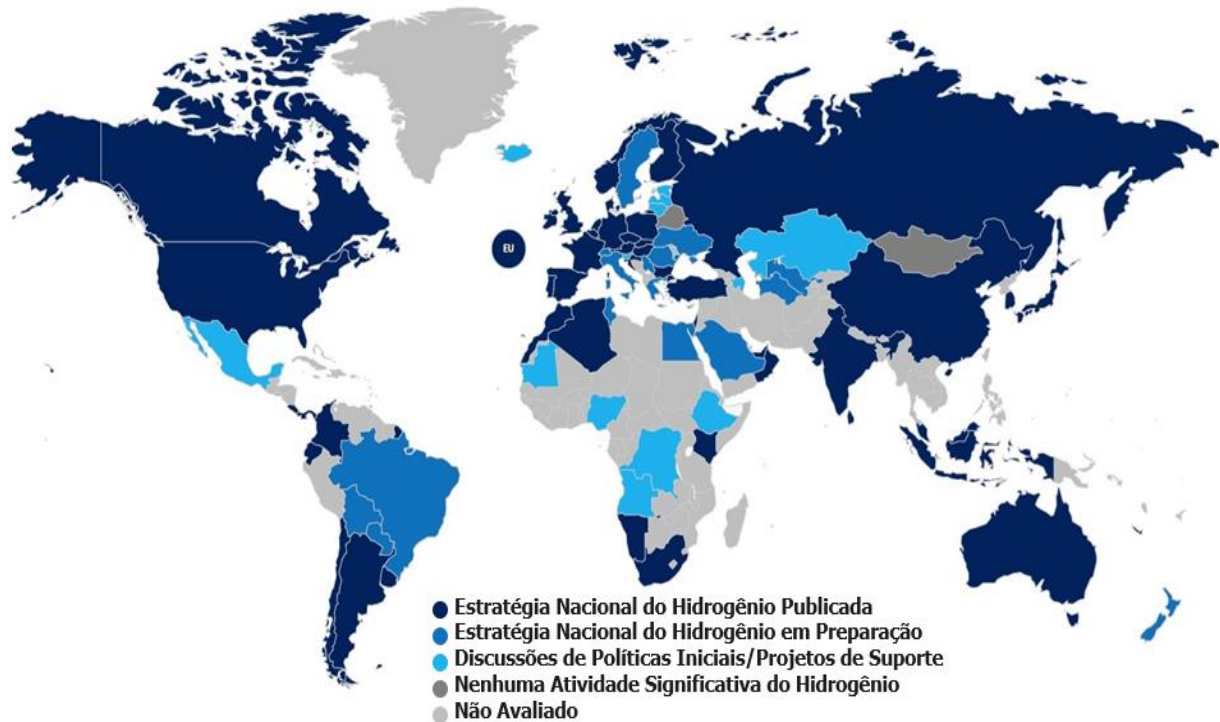 EU
Estratégia Nacional do Hidrogênio Publicada
Estratégia Nacional do Hidrogênio em Preparação
Discussões de Políticas Iniciais/Projetos de Suporte
Nenhuma Atividade Significativa do Hidrogênio
Não Avaliado